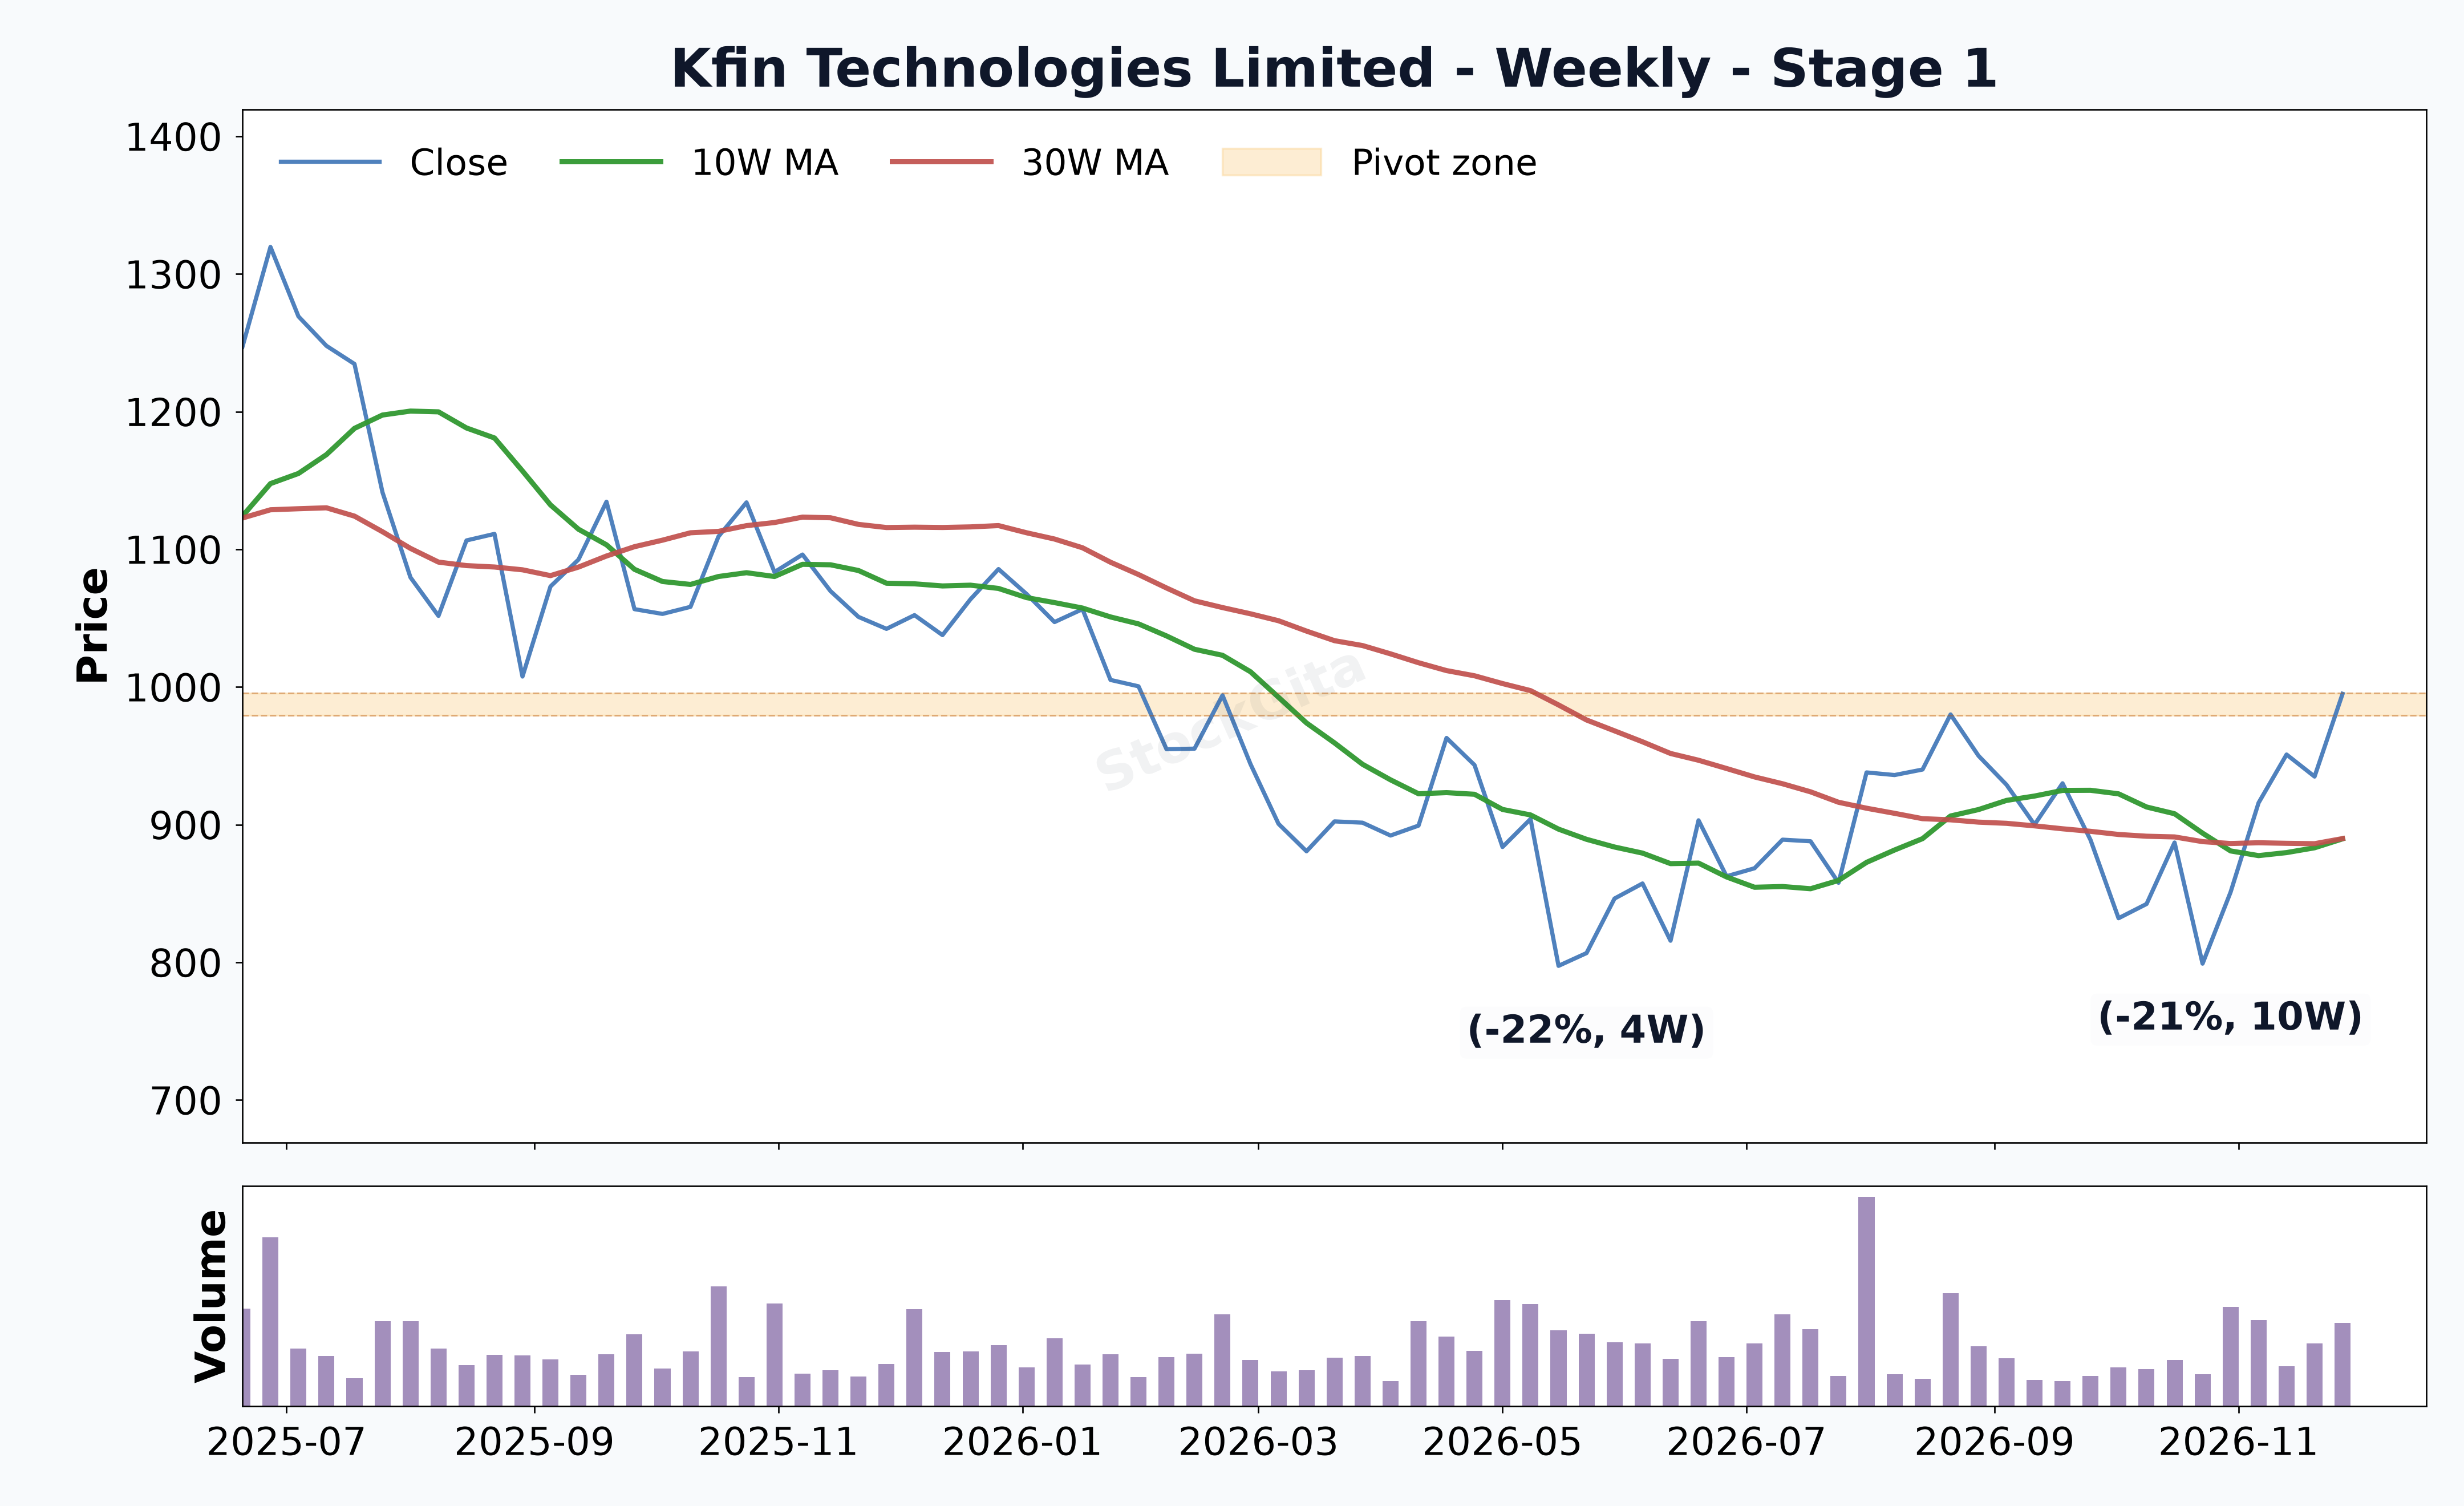 Kfin Technologies Limited - Weekly - Stage 1
Close 10W MA 30W MA Pivot zone
1400
1300
1200
1100
1000
900
800
700
Price
StockGita
(-22%, 4W)
(-21%, 10W)
Volume
2025-07 2025-09 2025-11 2026-01 2026-03 2026-05 2026-07 2026-09 2026-11